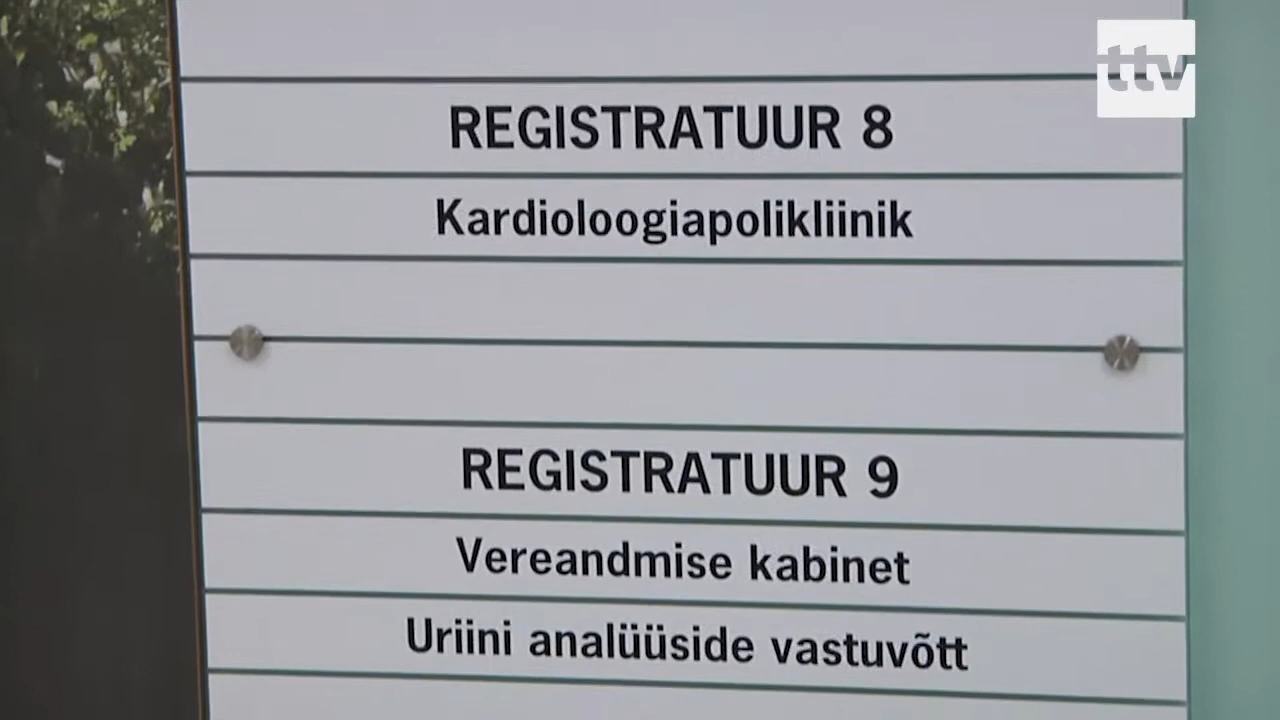 ttv
REGISTRATUUR 8
Kardioloogiapolikliinik
REGISTRATUUR 9
Vereandmise kabinet
Uriini analüüside vastuvõtt